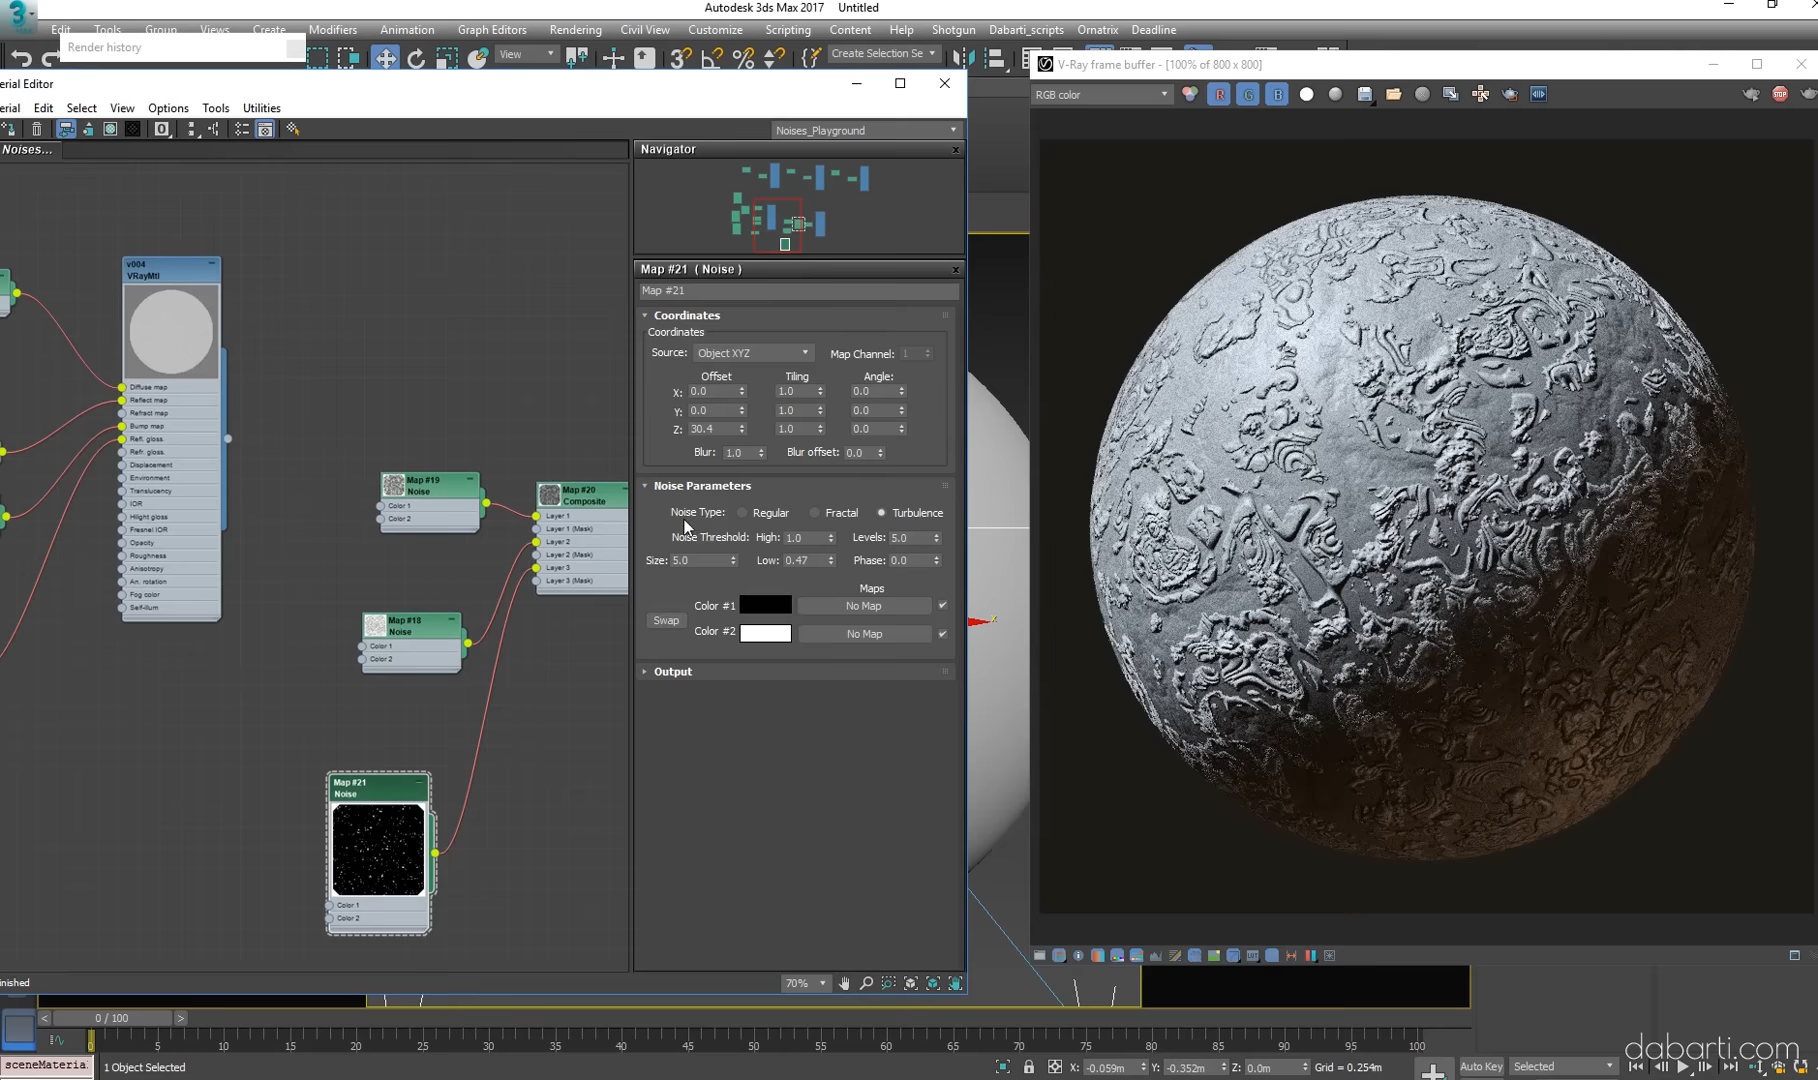 Autodesk 3ds Max 2017 Untitled
Edit Tools Group Views Create Modifiers Animation Graph Editors Rendering Civil View Customize Scripting Content Help Shotgun Dabarti_scripts Ornatrix Deadline
Render history
View
Create Selection Se
erial Editor
erial Edit Select View Options Tools Utilities
Noises_Playground
Noises...
Navigator
v004
VRayMtl
Diffuse map
Reflect map
Refract map
Bump map
Refl. gloss.
Refr. gloss.
Displacement
Environment
Translucency
IOR
Hlight gloss
Fresnel IOR
Opacity
Roughness
Anisotropy
An. rotation
Fog color
Self-Illum
Map #19
Noise
Color 1
Color 2
Map #20
Composite
Layer 1
Layer 1 (Mask)
Layer 2
Layer 2 (Mask)
Layer 3
Layer 3 (Mask)
Map #18
Noise
Color 1
Color 2
Map #21
Noise
Color 1
Color 2
Map #21 ( Noise )
Map #21
Coordinates
Coordinates
Source: Object XYZ Map Channel: 1
Offset Tiling Angle:
X: 0.0 1.0 0.0
Y: 0.0 1.0 0.0
Z: 30.4 1.0 0.0
Blur: 1.0 Blur offset: 0.0
Noise Parameters
Noise Type: Regular Fractal Turbulence
Noise Threshold: High: 1.0 Levels: 5.0
Size: 5.0 Low: 0.47 Phase: 0.0
Maps
Color #1 No Map
Swap
Color #2 No Map
Output
inished
70%
V-Ray frame buffer - [100% of 800 x 800]
RGB color
R G B
x
< 0 / 100 >
0 5 10 15 20 25 30 35 40 45 50 55 60 65 70 75 80 85 90 95 100
sceneMateria
1 Object Selected
X: -0.059m Y: -0.352m Z: 0.0m Grid = 0.254m
Auto Key Selected
dabarti.com